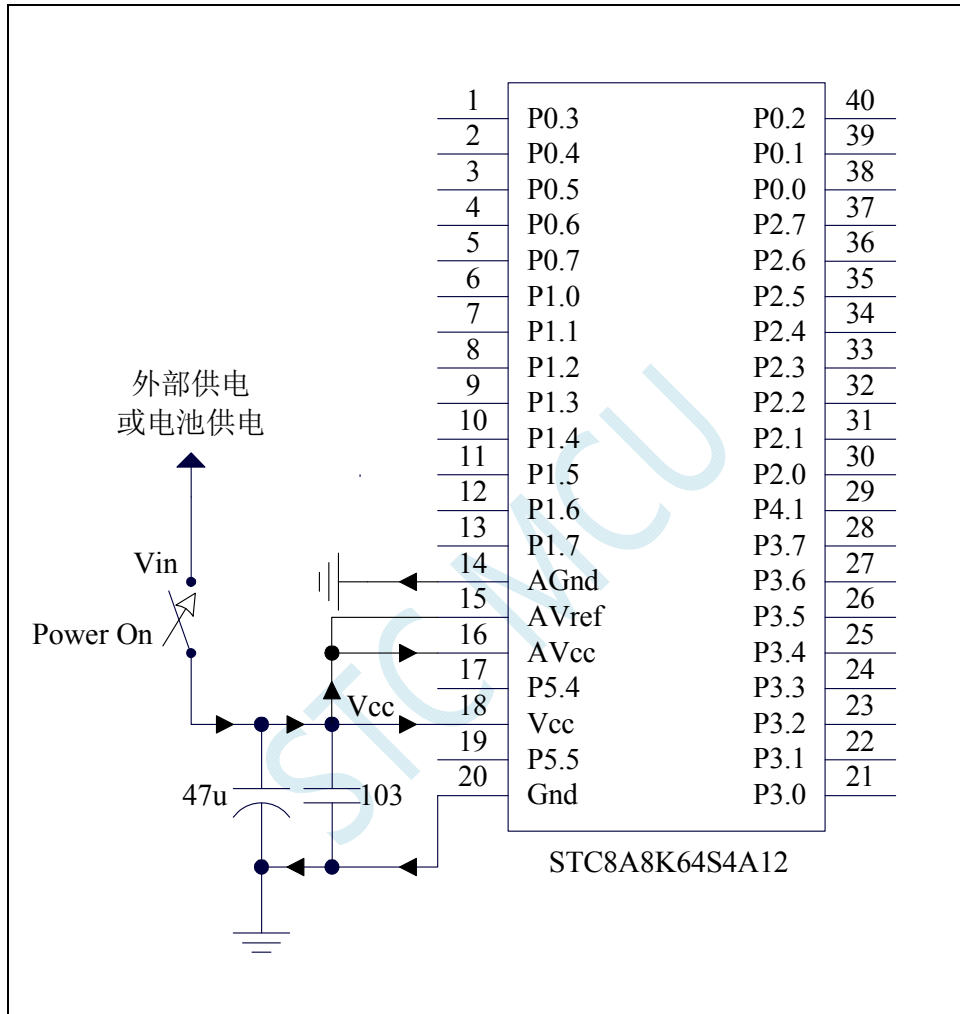 1 P0.3 P0.2 40
2 P0.4 P0.1 39
3 P0.5 P0.0 38
4 P0.6 P2.7 37
5 P0.7 P2.6 36
6 P1.0 P2.5 35
7 P1.1 P2.4 34
8 P1.2 P2.3 33
9 P1.3 P2.2 32
10 P1.4 P2.1 31
11 P1.5 P2.0 30
12 P1.6 P4.1 29
13 P1.7 P3.7 28
14 AGnd P3.6 27
15 AVref P3.5 26
16 AVcc P3.4 25
17 P5.4 P3.3 24
18 Vcc P3.2 23
19 P5.5 P3.1 22
20 Gnd P3.0 21
外部供电
或电池供电
Vin
Power On
Vcc
47u
103
STC8A8K64S4A12
STC MCU